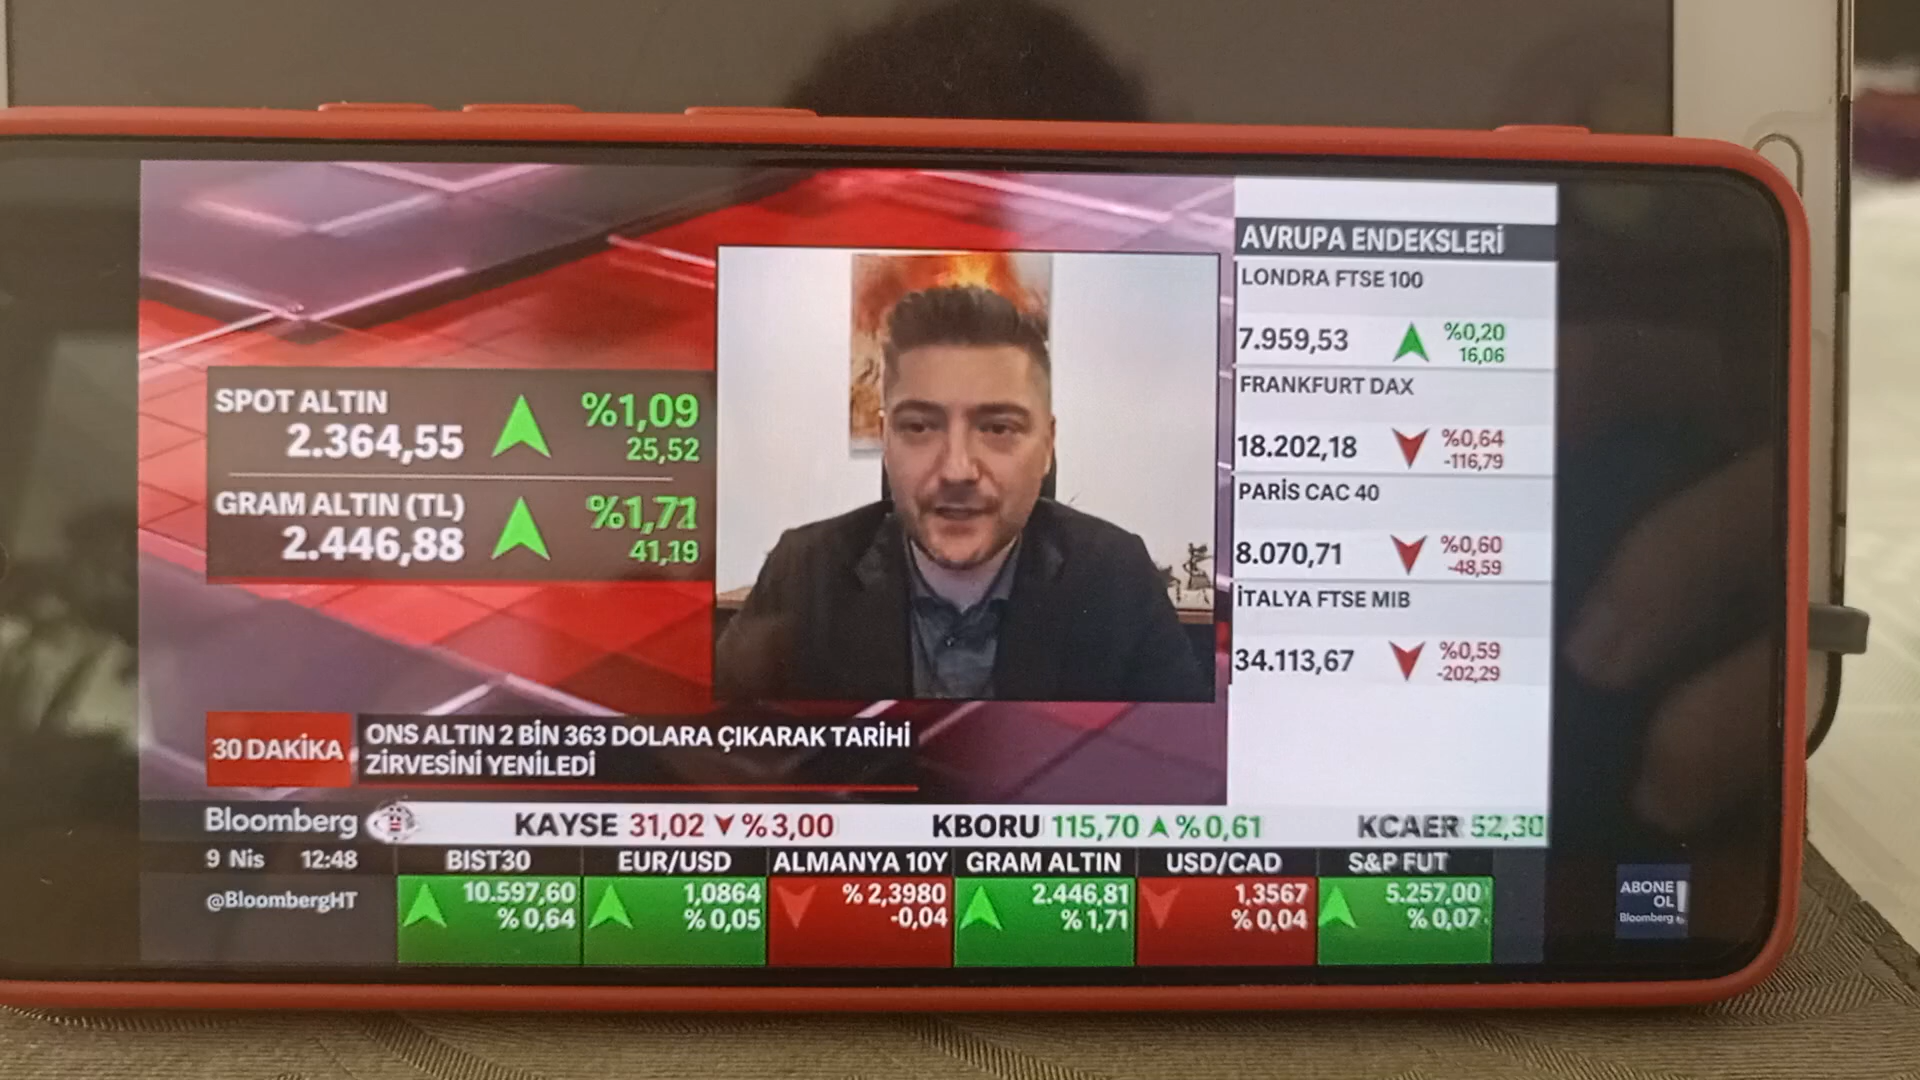 SPOT ALTIN
2.364,55
%1,09
25,52
GRAM ALTIN (TL)
2.446,88
%1,71
41,19
AVRUPA ENDEKSLERİ
LONDRA FTSE 100
7.959,53
%0,20
16,06
FRANKFURT DAX
18.202,18
%0,64
-116,79
PARİS CAC 40
8.070,71
%0,60
-48,59
İTALYA FTSE MIB
34.113,67
%0,59
-202,29
30 DAKİKA
ONS ALTIN 2 BİN 363 DOLARA ÇIKARAK TARİHİ
ZİRVESİNİ YENİLEDİ
Bloomberg KAYSE 31,02 %3,00 KBORU 115,70 %0,61 KCAER 52,30
9 Nis 12:48
@BloombergHT
BIST30
10.597,60
% 0,64
EUR/USD
1,0864
% 0,05
ALMANYA 10Y
% 2,3980
-0,04
GRAM ALTIN
2.446,81
% 1,71
USD/CAD
1,3567
% 0,04
S&P FUT
5.257,00
% 0,07
ABONE
OL
Bloomberg